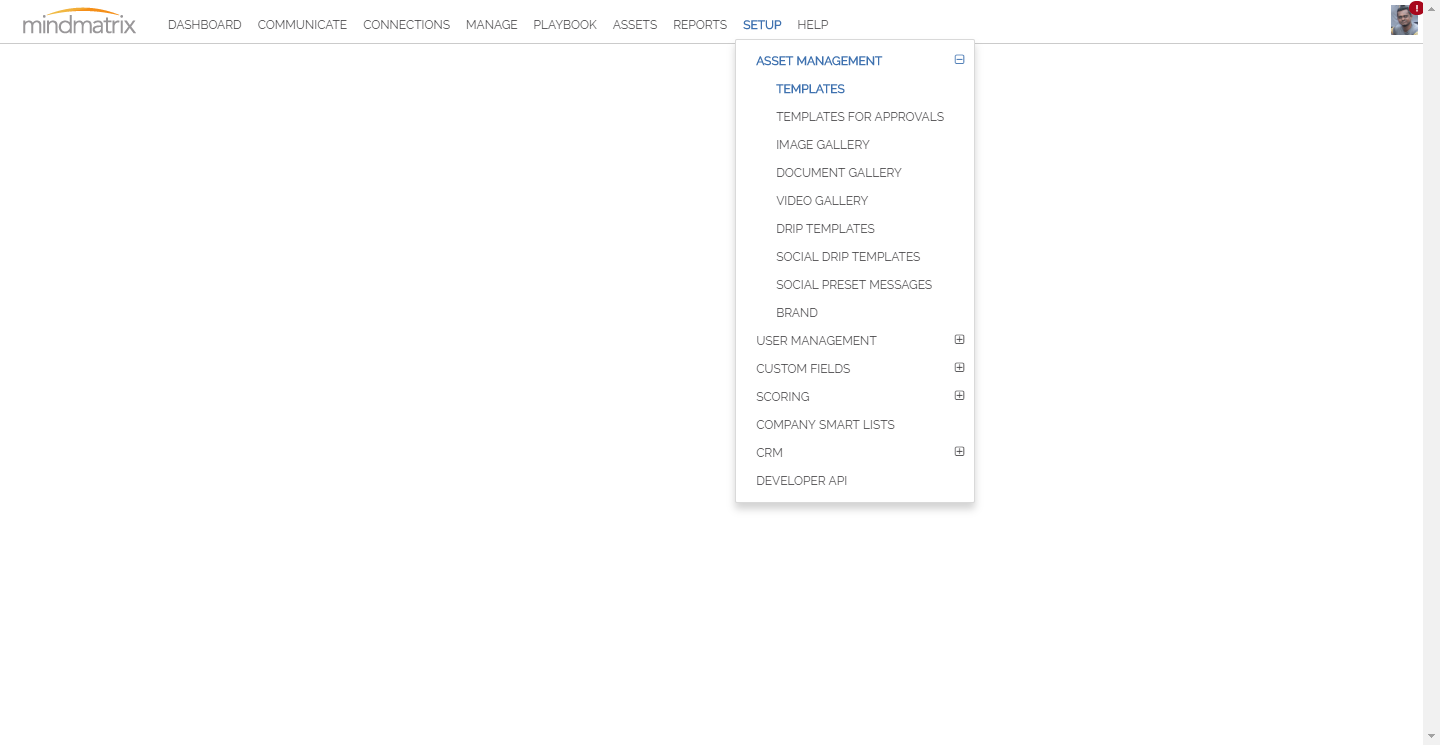 mindmatrix
DASHBOARD COMMUNICATE CONNECTIONS MANAGE PLAYBOOK ASSETS REPORTS SETUP HELP
!
ASSET MANAGEMENT
TEMPLATES
TEMPLATES FOR APPROVALS
IMAGE GALLERY
DOCUMENT GALLERY
VIDEO GALLERY
DRIP TEMPLATES
SOCIAL DRIP TEMPLATES
SOCIAL PRESET MESSAGES
BRAND
USER MANAGEMENT
CUSTOM FIELDS
SCORING
COMPANY SMART LISTS
CRM
DEVELOPER API